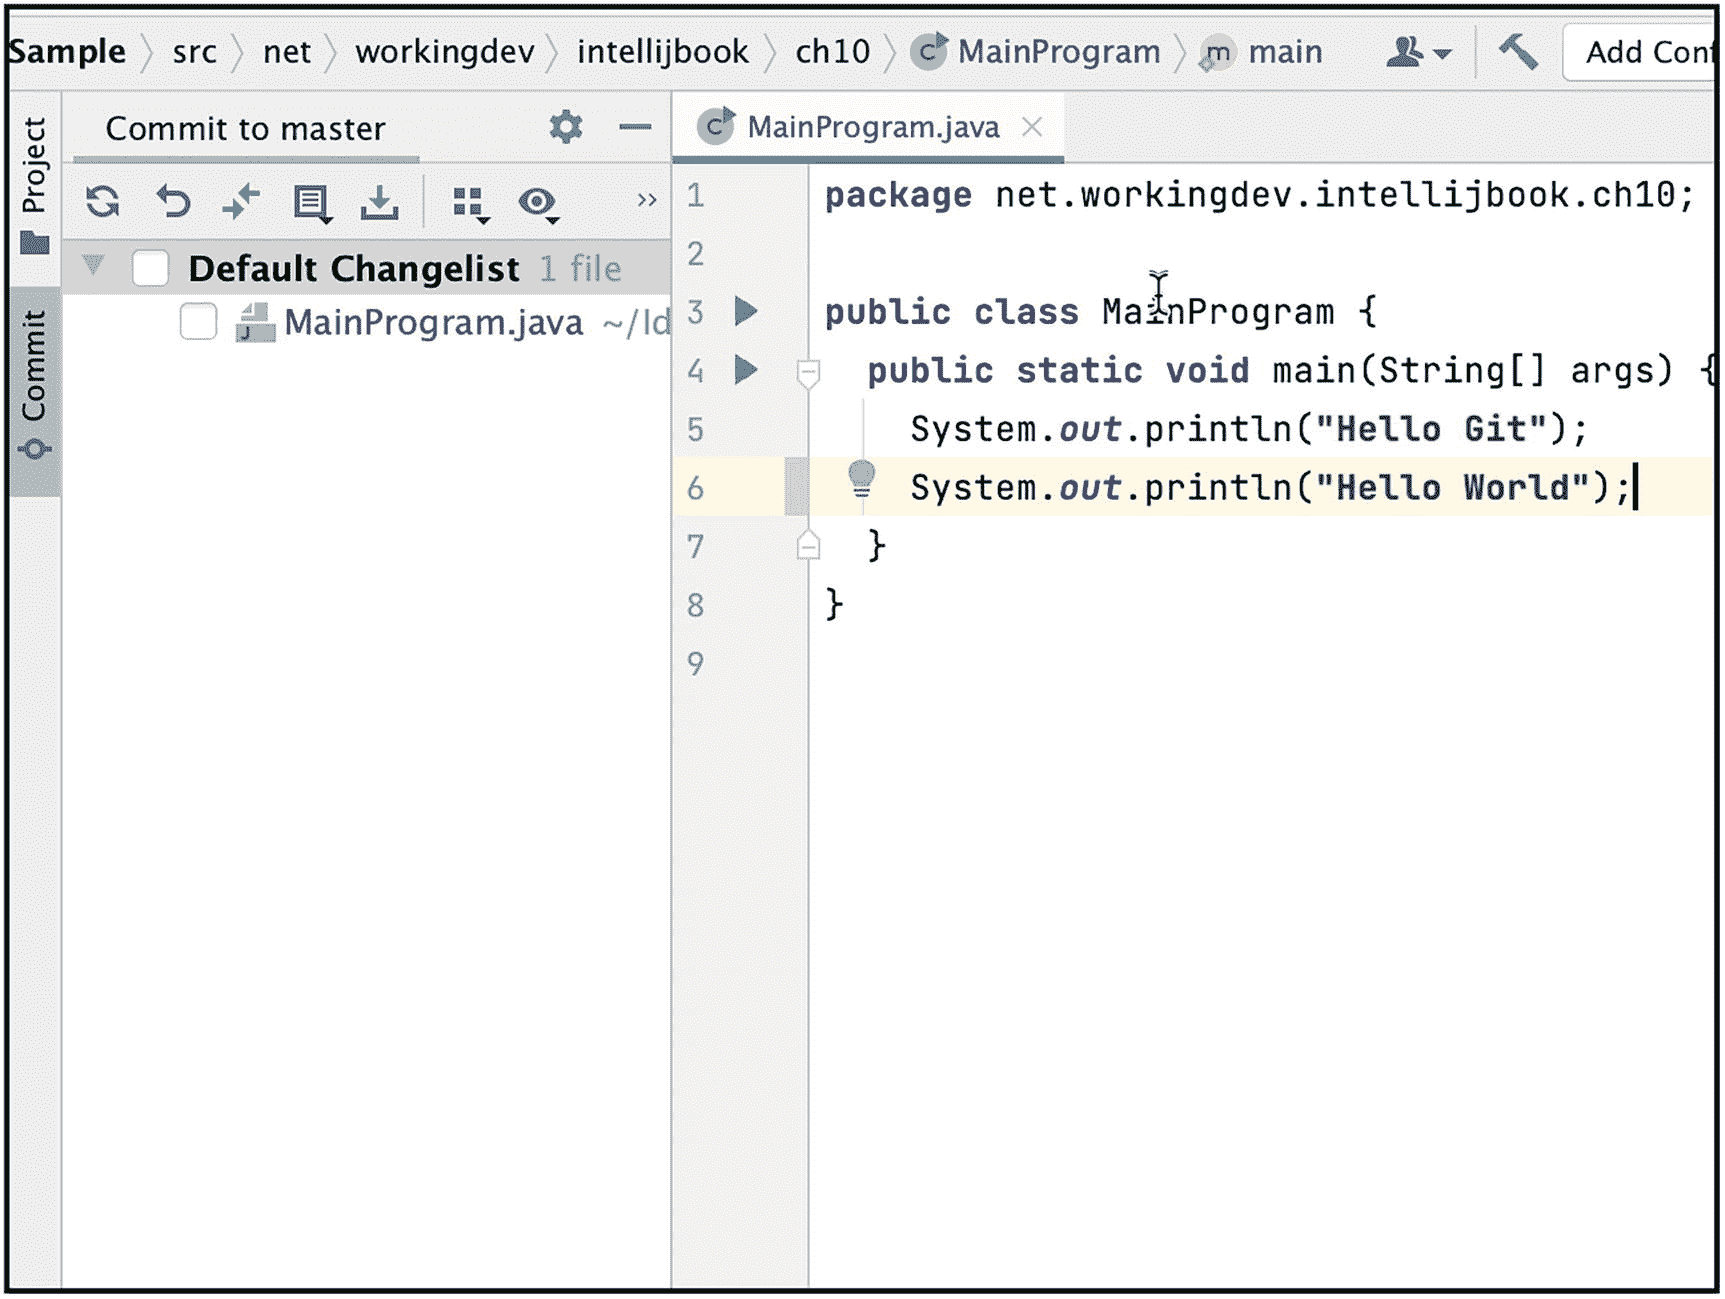 Sample src net workingdev intellijbook ch10 C MainProgram m main Add Conf
Project
Commit
Commit to master
Default Changelist 1 file
J MainProgram.java ~/Id
C MainProgram.java
1 package net.workingdev.intellijbook.ch10;
2
3 public class MainProgram {
4 public static void main(String[] args) {
5 System.out.println("Hello Git");
6 System.out.println("Hello World");
7 }
8 }
9